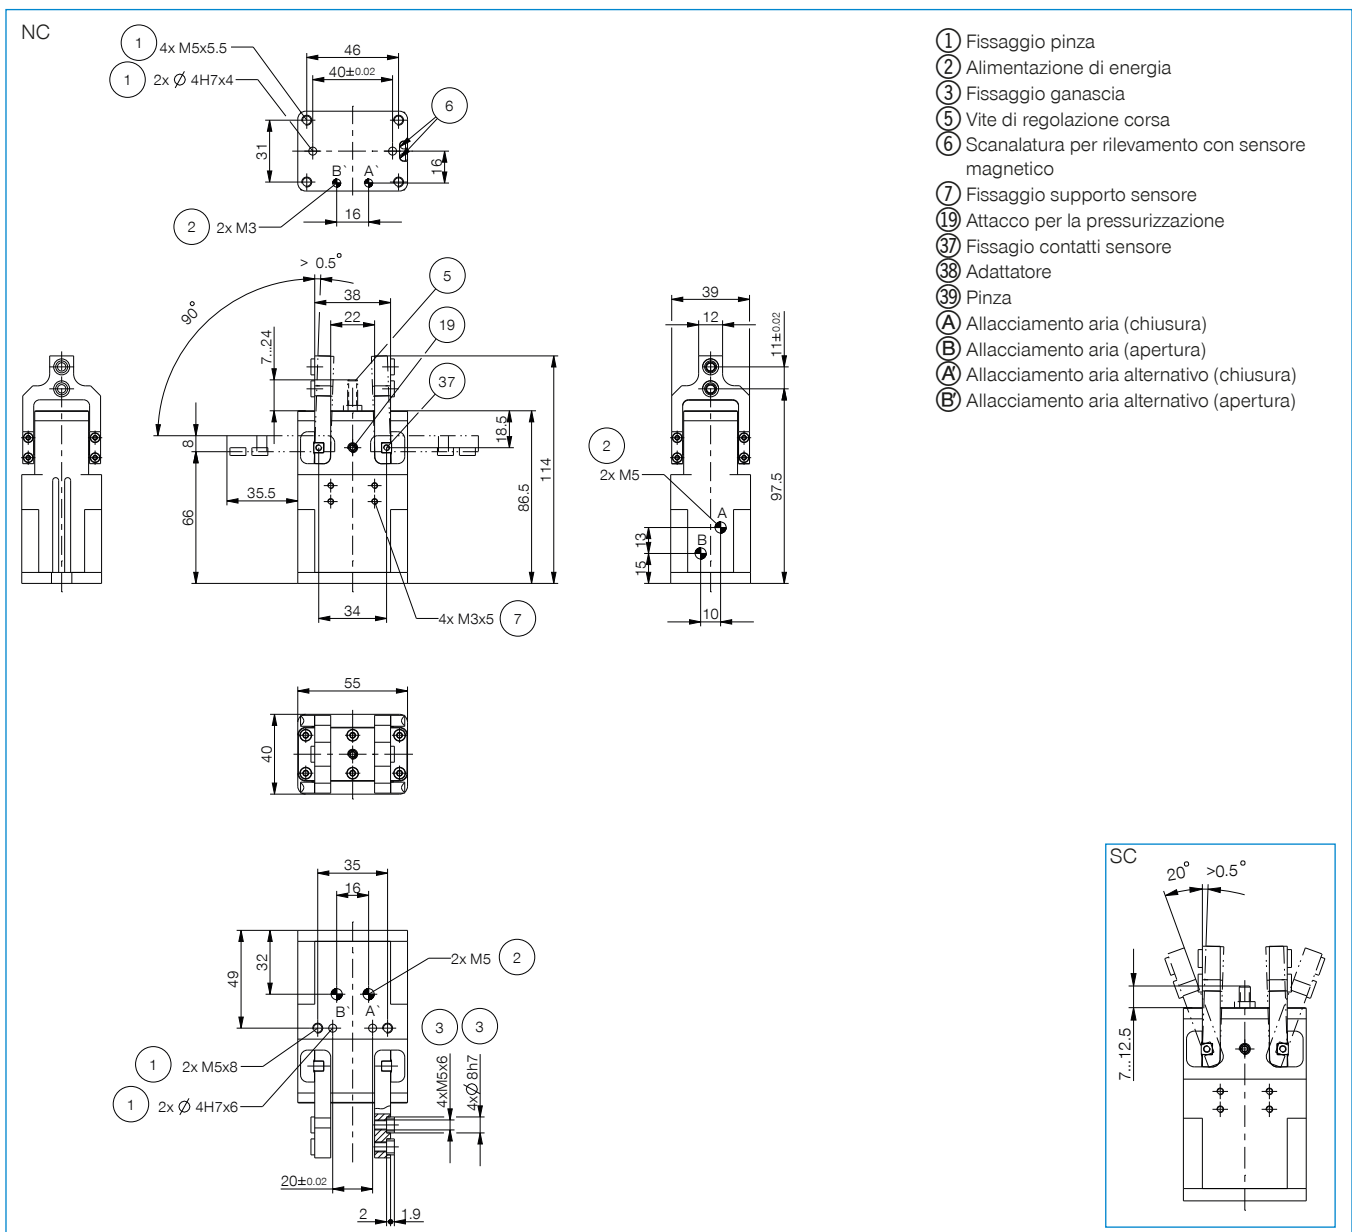 NC
1 4x M5x5.5
46
1 2x Ø 4H7x4
40±0.02
6
31
16
B` A`
2 2x M3
16
> 0.5°
90°
38
5
22
19
7...24
37
8
18.5
35.5
66
86.5
114
34
4x M3x5 7
39
12
11±0.02
2
2x M5
A
B
13
15
97.5
10
55
40
35
16
49
32
2x M5 2
B` A`
3 3
1 2x M5x8
1 2x Ø 4H7x6
4xM5x6
4xØ 8h7
20±0.02
2 1.9
1 Fissaggio pinza
2 Alimentazione di energia
3 Fissaggio ganascia
5 Vite di regolazione corsa
6 Scanalatura per rilevamento con sensore
magnetico
7 Fissaggio supporto sensore
19 Attacco per la pressurizzazione
37 Fissagio contatti sensore
38 Adattatore
39 Pinza
A Allacciamento aria (chiusura)
B Allacciamento aria (apertura)
A' Allacciamento aria alternativo (chiusura)
B' Allacciamento aria alternativo (apertura)
SC
20° >0.5°
7...12.5